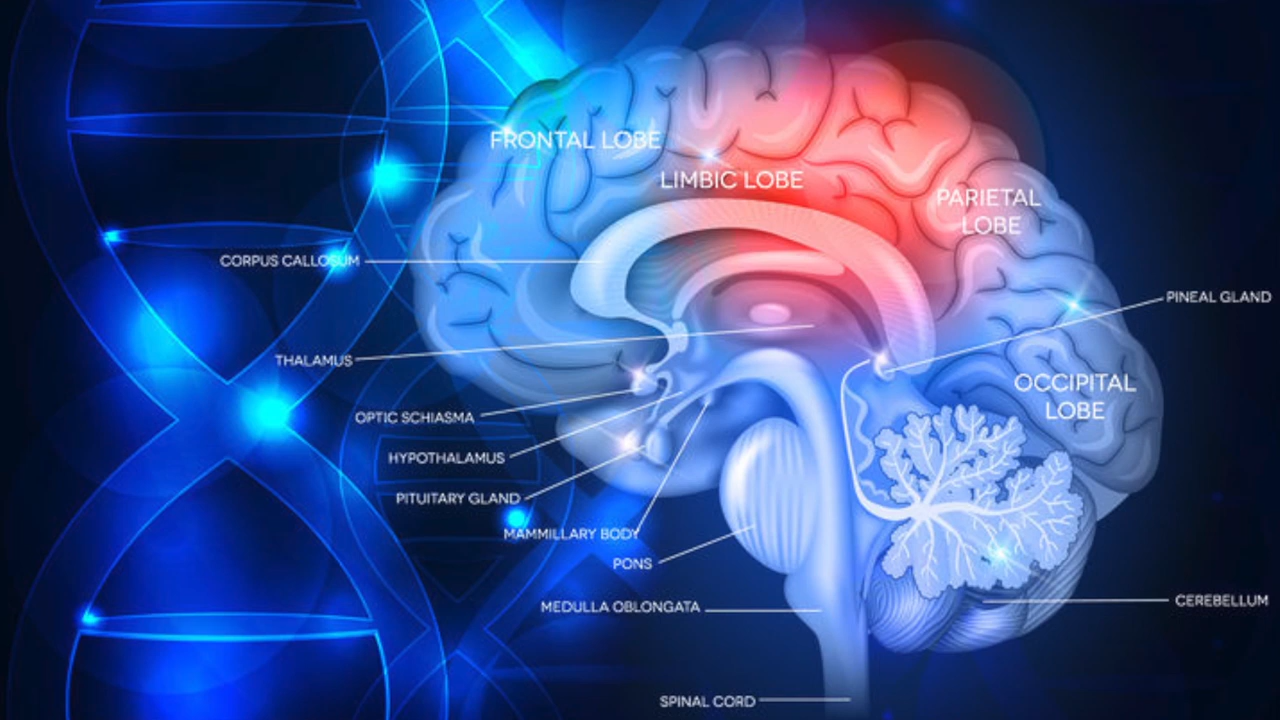 FRONTAL LOBE
LIMBIC LOBE
PARIETAL
LOBE
CORPUS CALLOSUM
PINEAL GLAND
THALAMUS
OCCIPITAL
LOBE
OPTIC SCHIASMA
HYPOTHALAMUS
PITUITARY GLAND
MAMMILLARY BODY
PONS
MEDULLA OBLONGATA
CEREBELLUM
SPINAL CORD